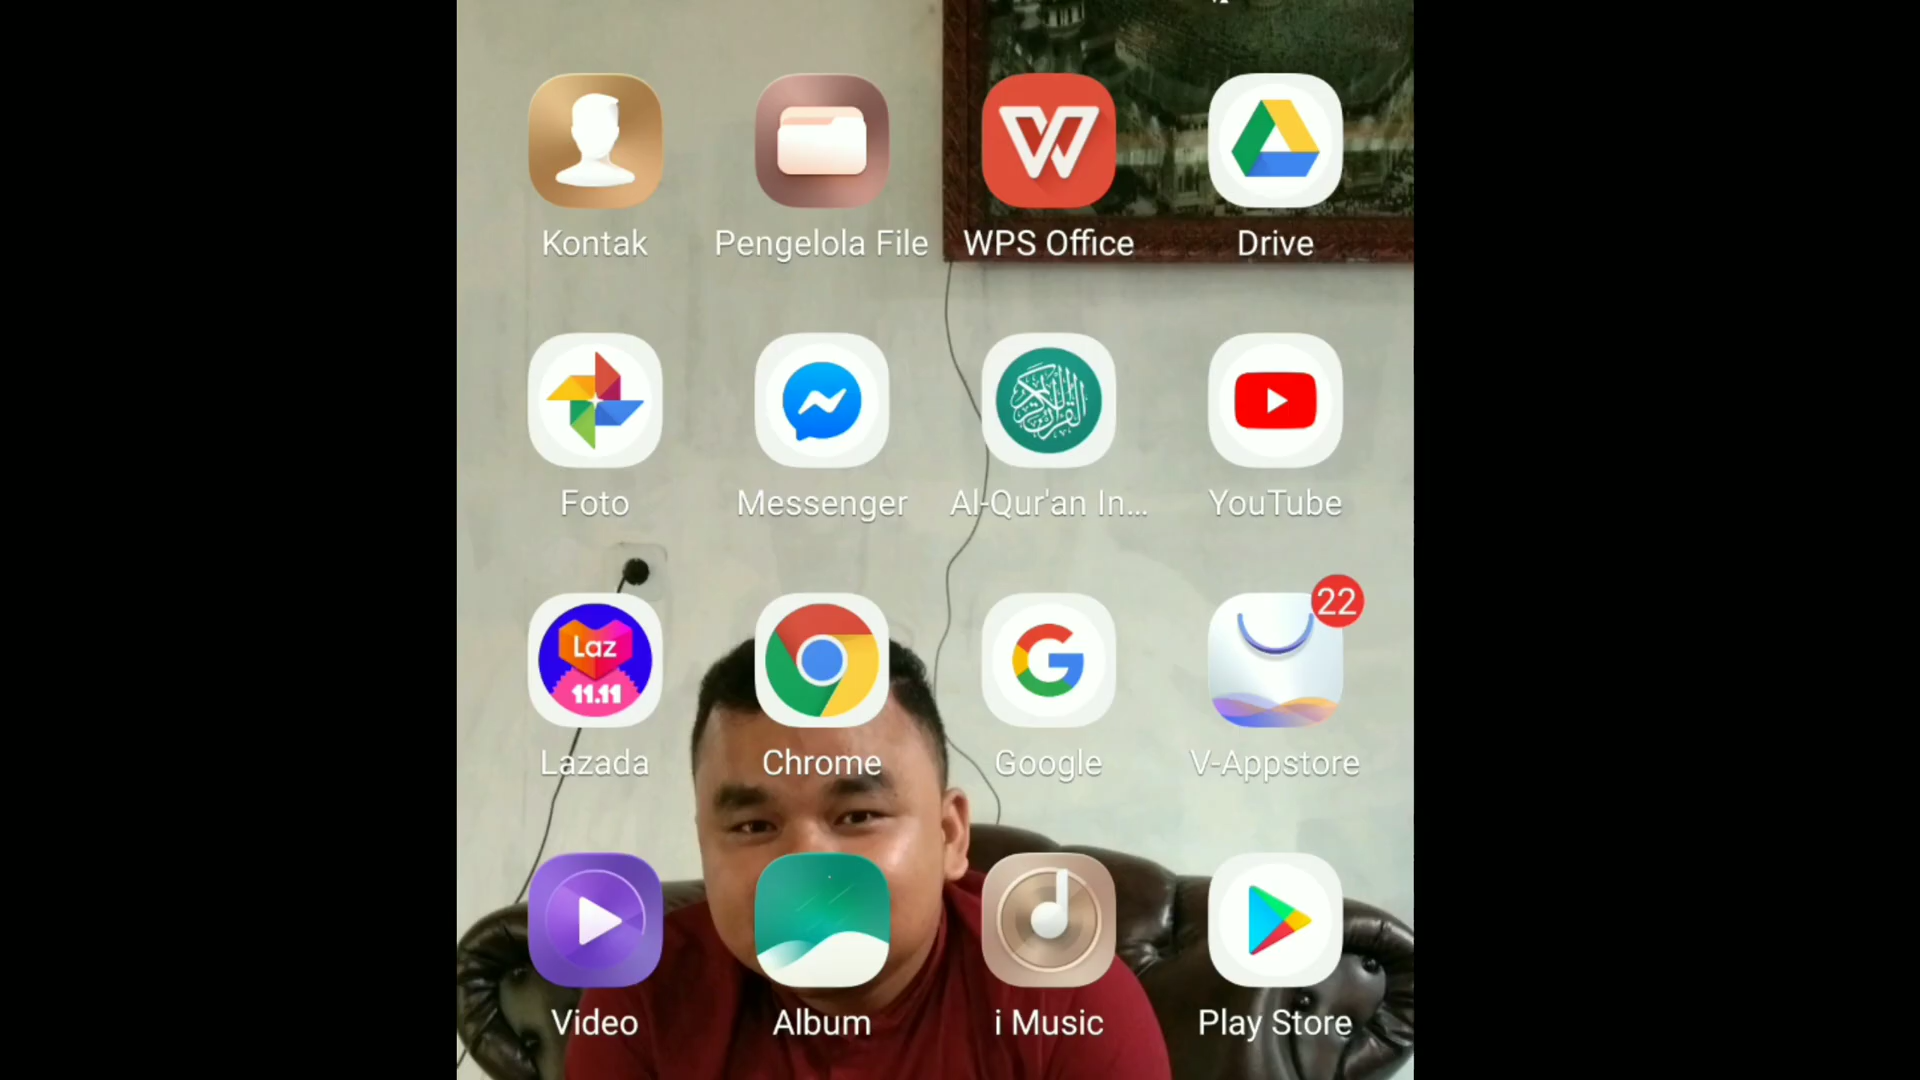 Kontak
Pengelola File
WPS Office
Drive
Foto
Messenger
Al-Qur'an In...
YouTube
22
Laz
11.11
Lazada
Chrome
Google
V-Appstore
Video
Album
i Music
Play Store